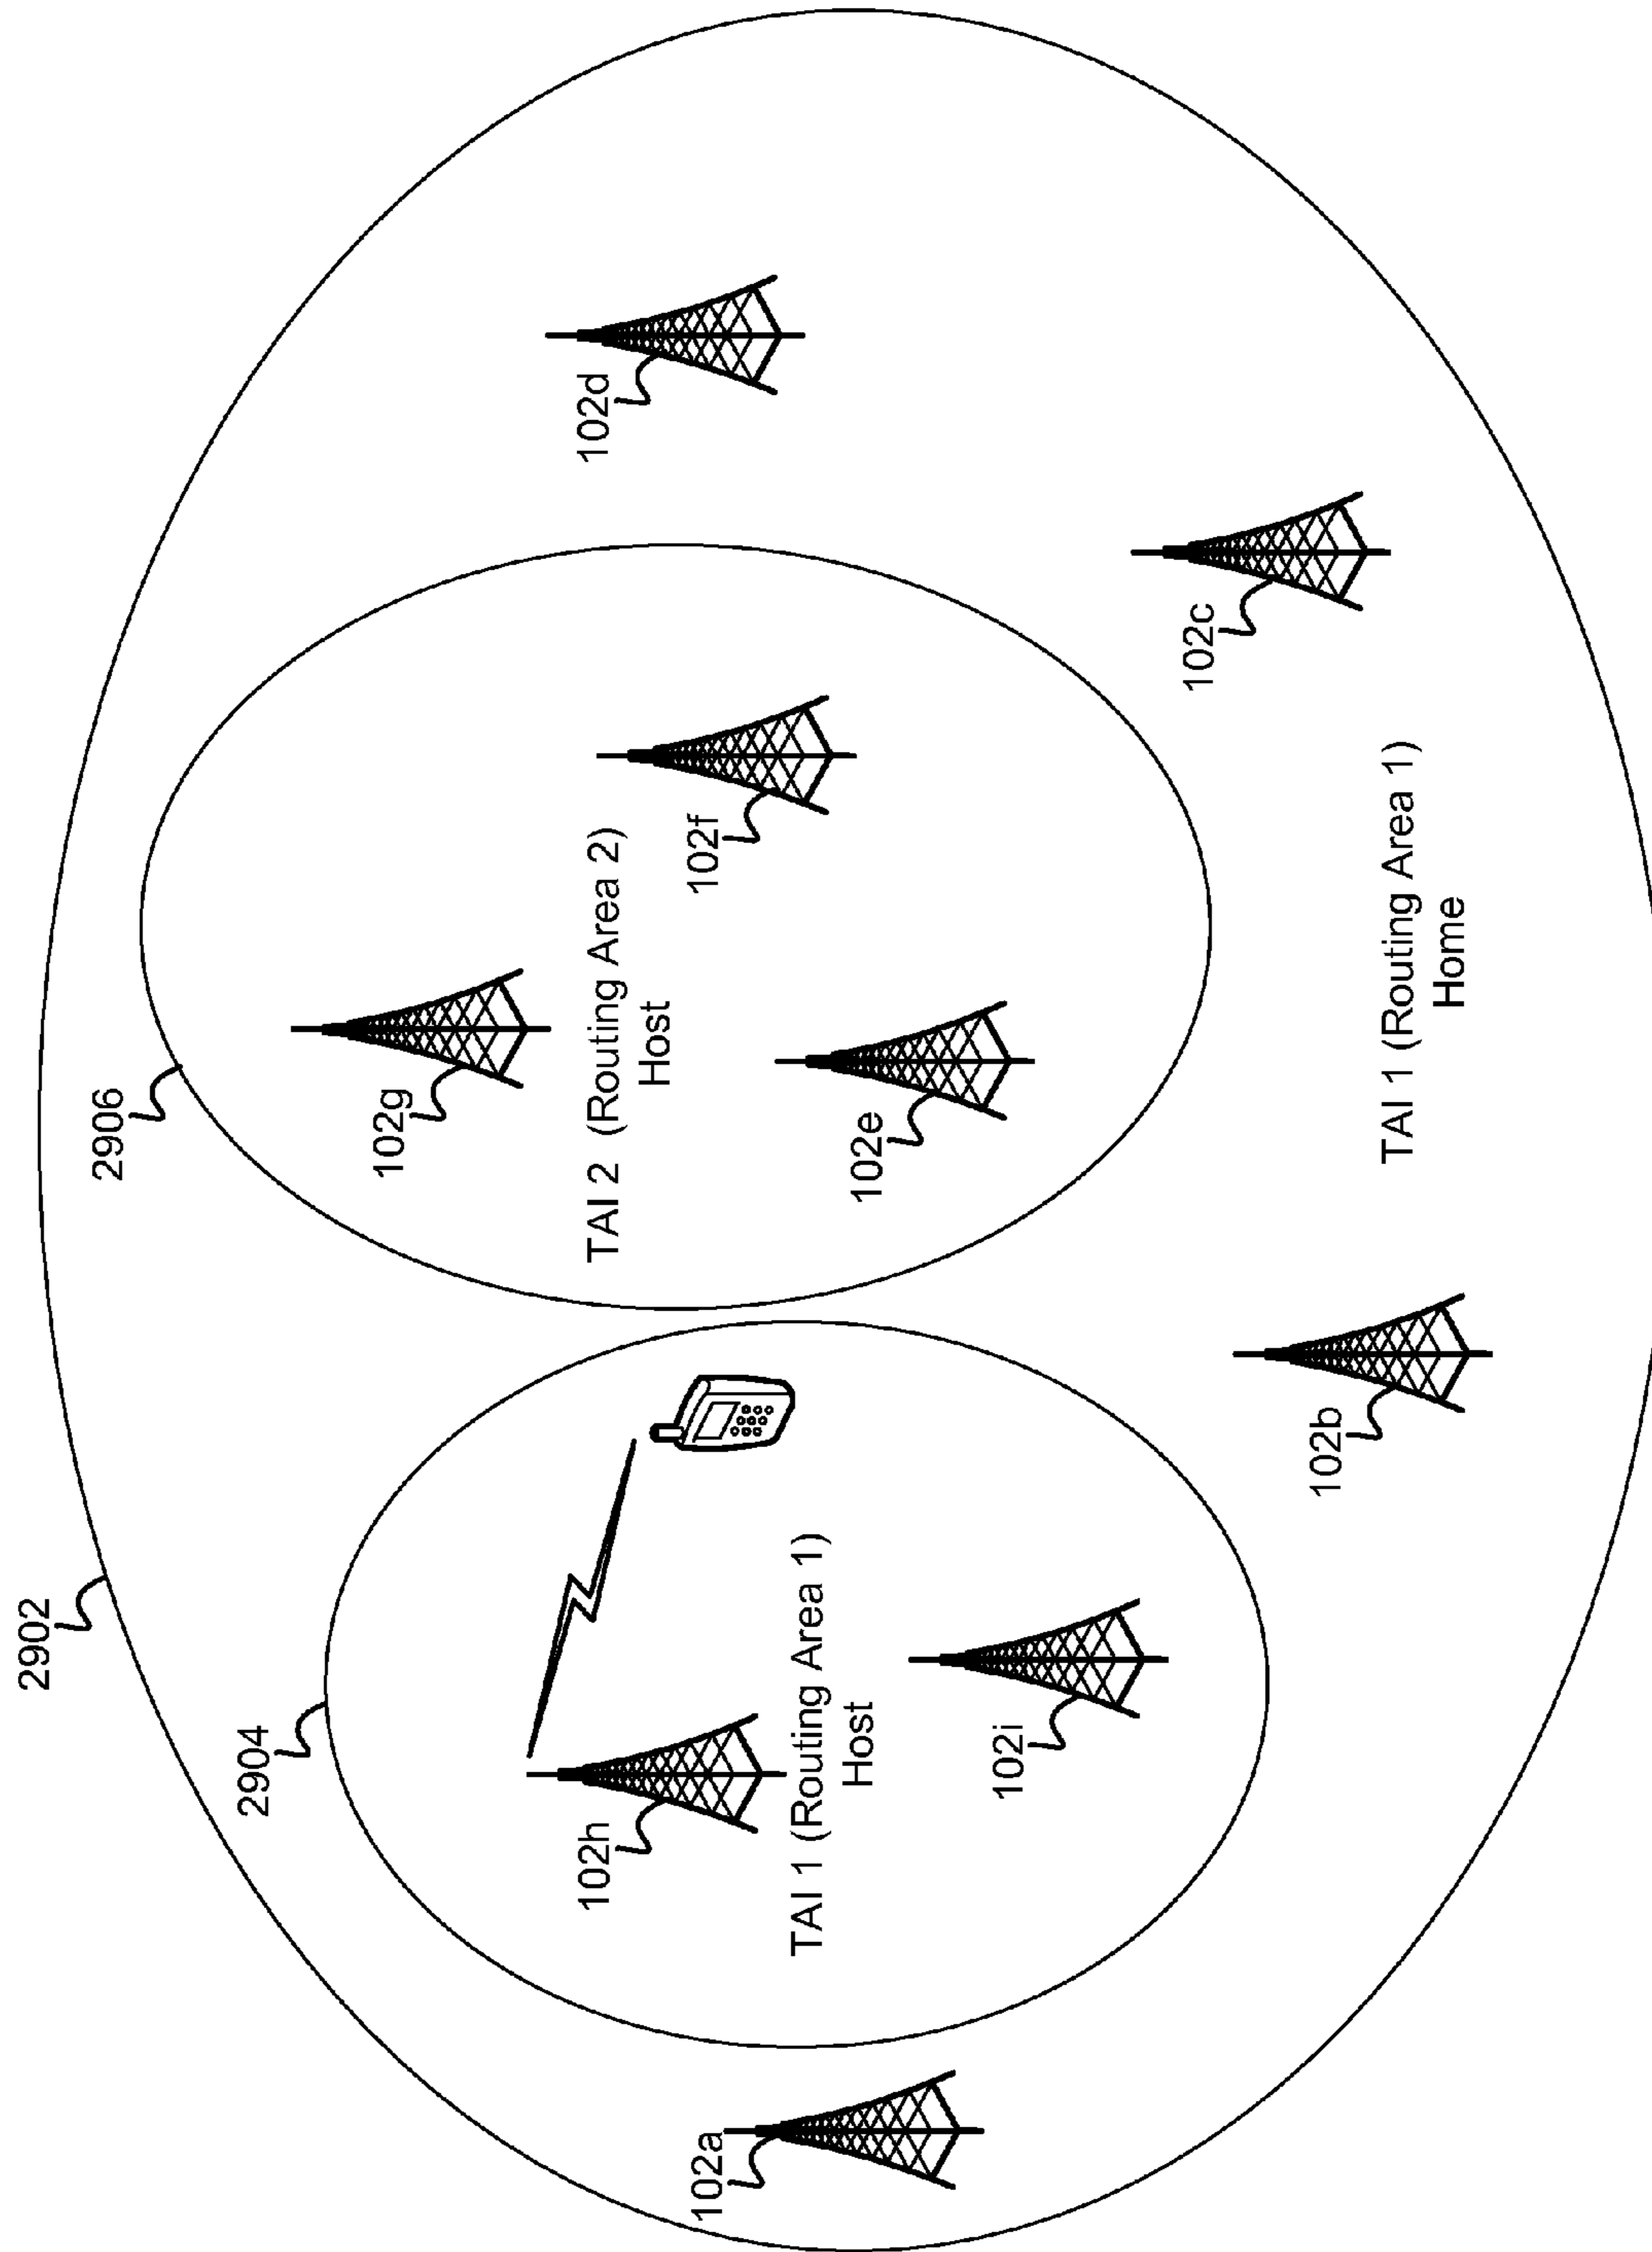 2902
2904
2906
102g
102h
102d
TAI 2 (Routing Area 2)
Host
102f
102a
TAI 1 (Routing Area 1)
Host
102e
102i
102c
102b
TAI 1 (Routing Area 1)
Home